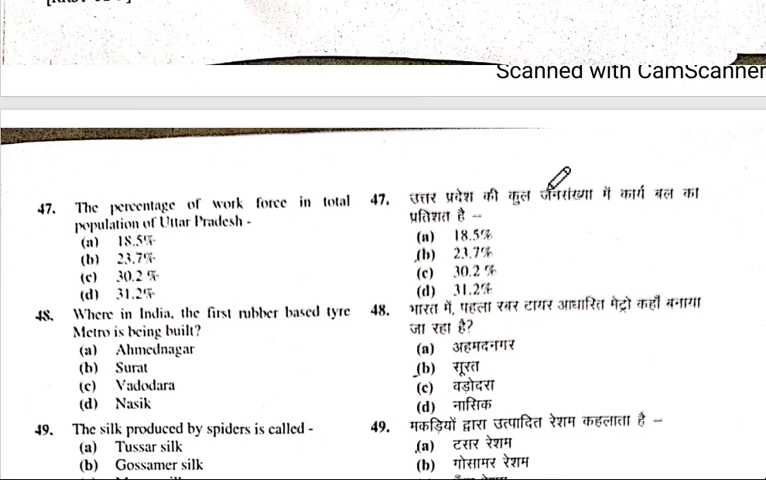 Scanned with CamScanner
47. The percentage of work force in total
population of Uttar Pradesh -
(a) 18.5%
(b) 23.7%
(c) 30.2 %
(d) 31.2%
48. Where in India, the first rubber based tyre
Metro is being built?
(a) Ahmednagar
(b) Surat
(c) Vadodara
(d) Nasik
49. The silk produced by spiders is called -
(a) Tussar silk
(b) Gossamer silk
47. उत्तर प्रदेश की कुल जनसंख्या में कार्य बल का
प्रतिशत है –
(a) 18.5%
(b) 23.7%
(c) 30.2 %
(d) 31.2%
48. भारत में, पहला रबर टायर आधारित मेट्रो कहाँ बनाया
जा रहा है?
(a) अहमदनगर
(b) सूरत
(c) वड़ोदरा
(d) नासिक
49. मकड़ियों द्वारा उत्पादित रेशम कहलाता है –
(a) टसर रेशम
(b) गोसामर रेशम